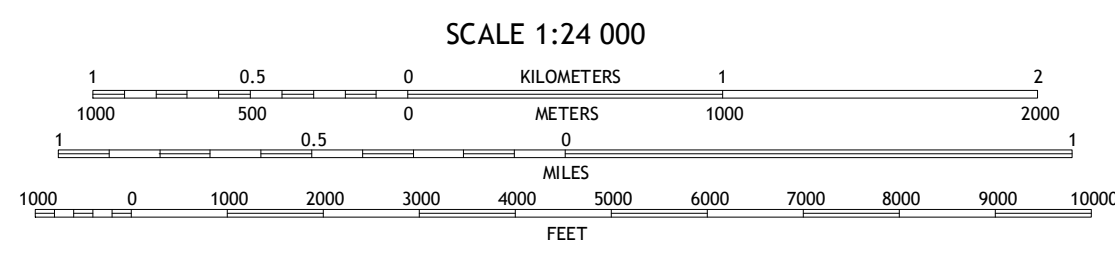 SCALE 1:24 000
1 0.5 0 KILOMETERS 1 2
1000 500 0 METERS 1000 2000
1 0.5 0 1
MILES
1000 0 1000 2000 3000 4000 5000 6000 7000 8000 9000 10000
FEET